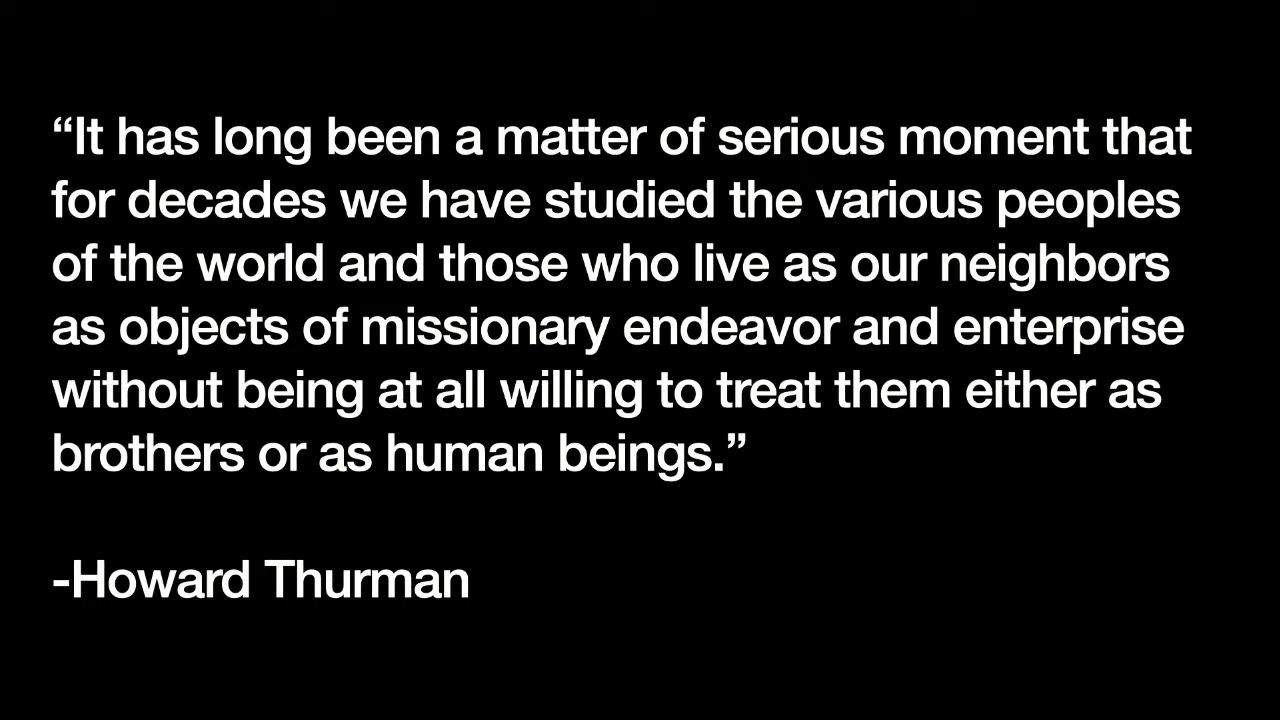 “It has long been a matter of serious moment that
for decades we have studied the various peoples
of the world and those who live as our neighbors
as objects of missionary endeavor and enterprise
without being at all willing to treat them either as
brothers or as human beings.”
-Howard Thurman